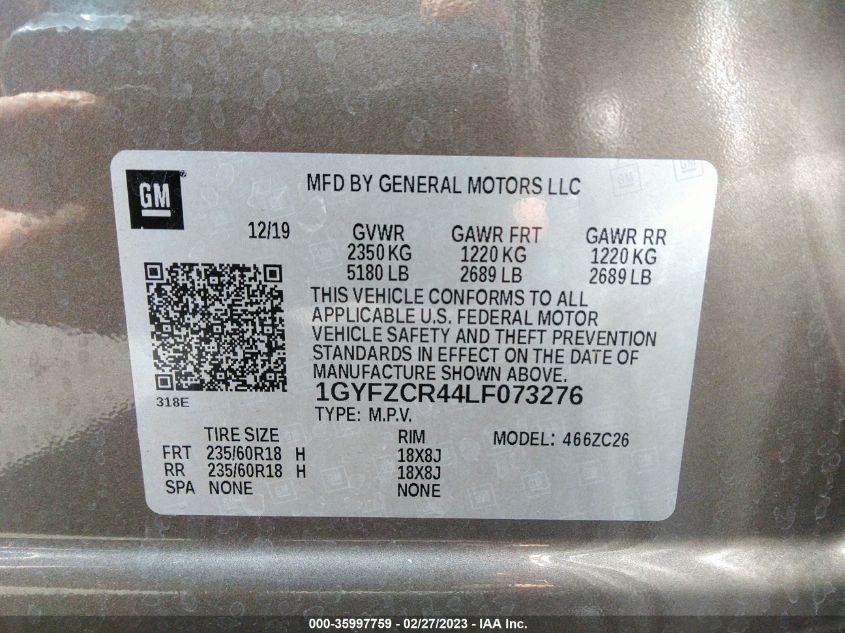 GM
MFD BY GENERAL MOTORS LLC
12/19 GVWR GAWR FRT GAWR RR
2350 KG 1220 KG 1220 KG
5180 LB 2689 LB 2689 LB
THIS VEHICLE CONFORMS TO ALL
APPLICABLE U.S. FEDERAL MOTOR
VEHICLE SAFETY AND THEFT PREVENTION
STANDARDS IN EFFECT ON THE DATE OF
MANUFACTURE SHOWN ABOVE.
1GYFZCR44LF073276
318E
TYPE: M.P.V.
TIRE SIZE RIM MODEL: 466ZC26
FRT 235/60R18 H 18X8J
RR 235/60R18 H 18X8J
SPA NONE NONE
000-35997759 - 02/27/2023 - IAA Inc.